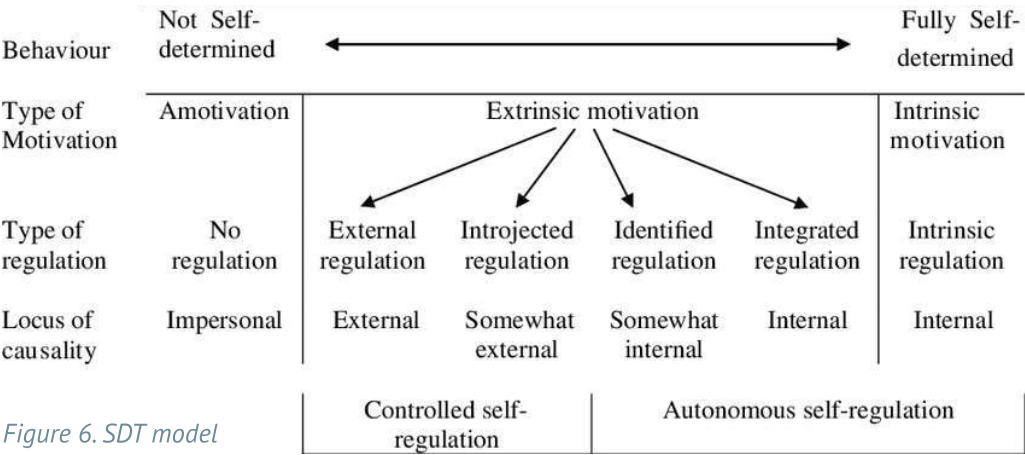 Behaviour
Not Self-
determined
Fully Self-
determined
Type of
Motivation
Amotivation
Extrinsic motivation
Intrinsic
motivation
Type of
regulation
No
regulation
External
regulation
Introjected
regulation
Identified
regulation
Integrated
regulation
Intrinsic
regulation
Locus of
causality
Impersonal
External
Somewhat
external
Somewhat
internal
Internal
Internal
Controlled self-
regulation
Autonomous self-regulation
Figure 6. SDT model